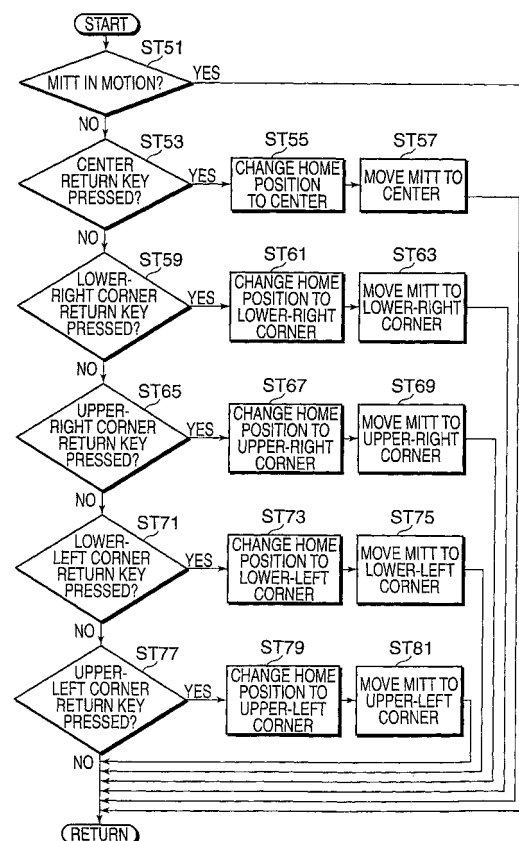 START
ST51
MITT IN MOTION?
YES
NO
ST53
CENTER
RETURN KEY
PRESSED?
YES
ST55
CHANGE HOME
POSITION
TO CENTER
ST57
MOVE MITT TO
CENTER
NO
ST59
LOWER-
RIGHT CORNER
RETURN KEY
PRESSED?
YES
ST61
CHANGE HOME
POSITION TO
LOWER-RIGHT
CORNER
ST63
MOVE MITT TO
LOWER-RIGHT
CORNER
NO
ST65
UPPER-
RIGHT CORNER
RETURN KEY
PRESSED?
YES
ST67
CHANGE HOME
POSITION TO
UPPER-RIGHT
CORNER
ST69
MOVE MITT TO
UPPER-RIGHT
CORNER
NO
ST71
LOWER-
LEFT CORNER
RETURN KEY
PRESSED?
YES
ST73
CHANGE HOME
POSITION TO
LOWER-LEFT
CORNER
ST75
MOVE MITT TO
LOWER-LEFT
CORNER
NO
ST77
UPPER-
LEFT CORNER
RETURN KEY
PRESSED?
YES
ST79
CHANGE HOME
POSITION TO
UPPER-LEFT
CORNER
ST81
MOVE MITT TO
UPPER-LEFT
CORNER
NO
RETURN